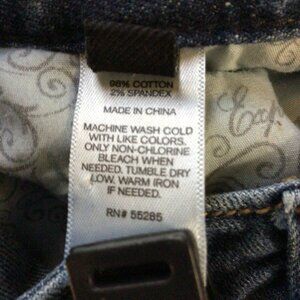 98% COTTON
2% SPANDEX
MADE IN CHINA
MACHINE WASH COLD
WITH LIKE COLORS.
ONLY NON-CHLORINE
BLEACH WHEN
NEEDED. TUMBLE DRY
LOW. WARM IRON
IF NEEDED.
RN# 55285